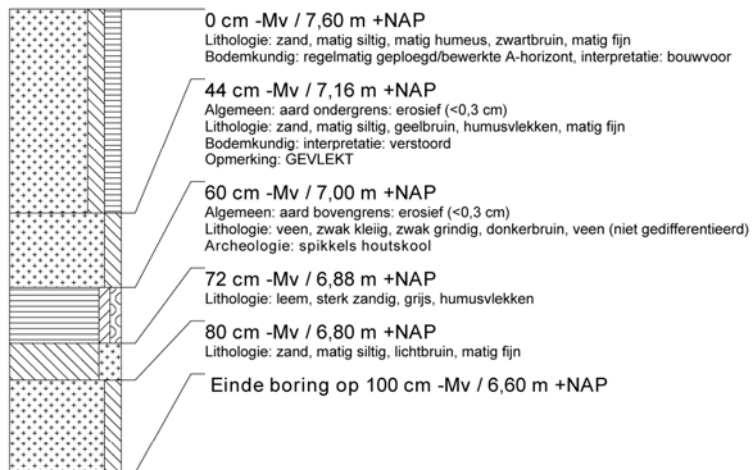 0 cm -Mv / 7,60 m +NAP
Lithologie: zand, matig siltig, matig humeus, zwartbruin, matig fijn
Bodemkundig: regelmatig geploegd/bewerkte A-horizont, interpretatie: bouwvoor
44 cm -Mv / 7,16 m +NAP
Algemeen: aard ondergrens: erosief (<0,3 cm)
Lithologie: zand, matig siltig, geelbruin, humusvlekken, matig fijn
Bodemkundig: interpretatie: verstoord
Opmerking: GEVLEKT
60 cm -Mv / 7,00 m +NAP
Algemeen: aard bovengrens: erosief (<0,3 cm)
Lithologie: veen, zwak kleiig, zwak grindig, donkerbruin, veen (niet gedifferentieerd)
Archeologie: spikkels houtskool
72 cm -Mv / 6,88 m +NAP
Lithologie: leem, sterk zandig, grijs, humusvlekken
80 cm -Mv / 6,80 m +NAP
Lithologie: zand, matig siltig, lichtbruin, matig fijn
Einde boring op 100 cm -Mv / 6,60 m +NAP